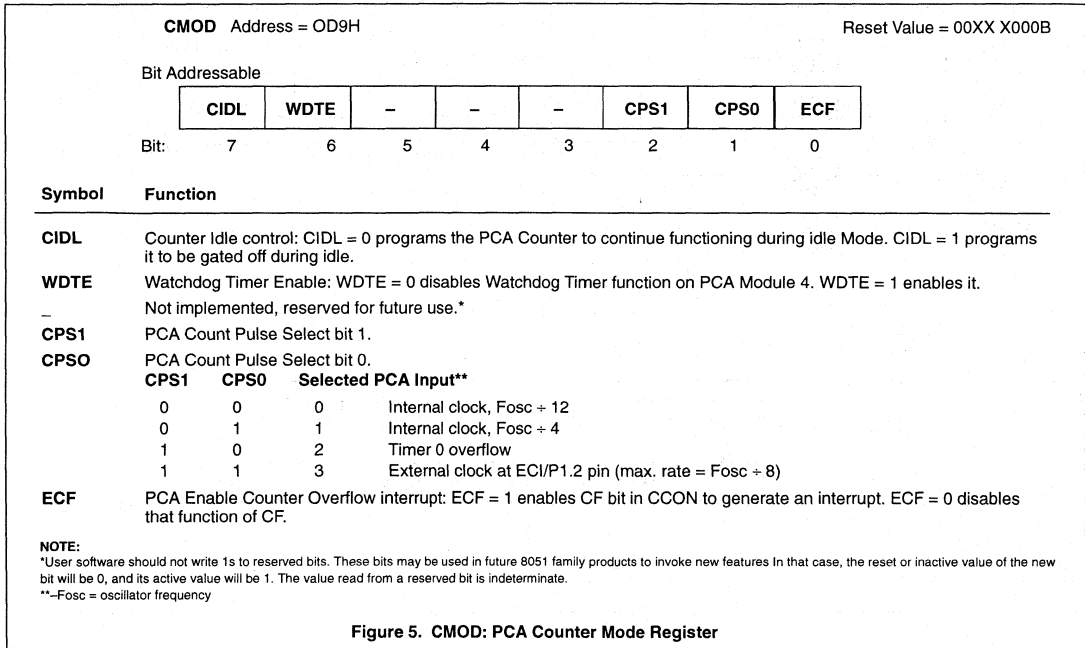 CMOD Address = OD9H Reset Value = 00XX X000B
Bit Addressable
CIDL WDTE – – – CPS1 CPS0 ECF
Bit: 7 6 5 4 3 2 1 0
Symbol Function
CIDL Counter Idle control: CIDL = 0 programs the PCA Counter to continue functioning during idle Mode. CIDL = 1 programs
it to be gated off during idle.
WDTE Watchdog Timer Enable: WDTE = 0 disables Watchdog Timer function on PCA Module 4. WDTE = 1 enables it.
_ Not implemented, reserved for future use.*
CPS1 PCA Count Pulse Select bit 1.
CPSO PCA Count Pulse Select bit 0.
CPS1 CPS0 Selected PCA Input**
0 0 0 Internal clock, Fosc ÷ 12
0 1 1 Internal clock, Fosc ÷ 4
1 0 2 Timer 0 overflow
1 1 3 External clock at ECI/P1.2 pin (max. rate = Fosc ÷ 8)
ECF PCA Enable Counter Overflow interrupt: ECF = 1 enables CF bit in CCON to generate an interrupt. ECF = 0 disables
that function of CF.
NOTE:
*User software should not write 1s to reserved bits. These bits may be used in future 8051 family products to invoke new features In that case, the reset or inactive value of the new
bit will be 0, and its active value will be 1. The value read from a reserved bit is indeterminate.
**–Fosc = oscillator frequency
Figure 5. CMOD: PCA Counter Mode Register